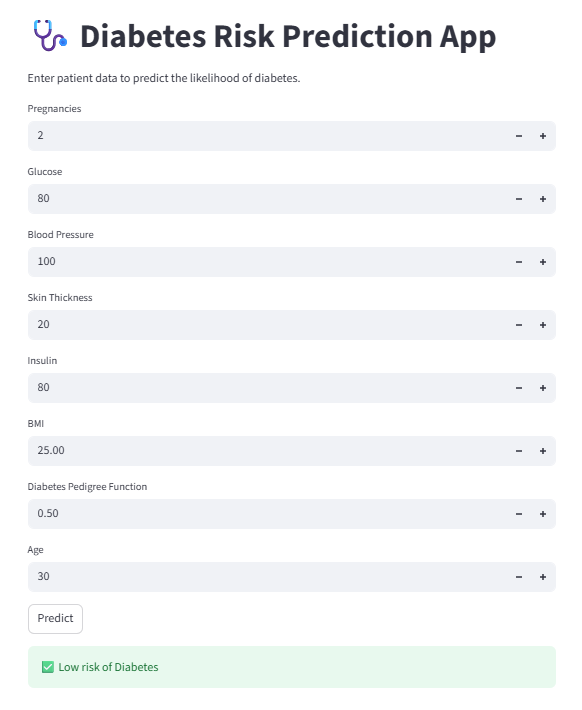 Diabetes Risk Prediction App
Enter patient data to predict the likelihood of diabetes.
Pregnancies
2
Glucose
80
Blood Pressure
100
Skin Thickness
20
Insulin
80
BMI
25.00
Diabetes Pedigree Function
0.50
Age
30
Predict
Low risk of Diabetes